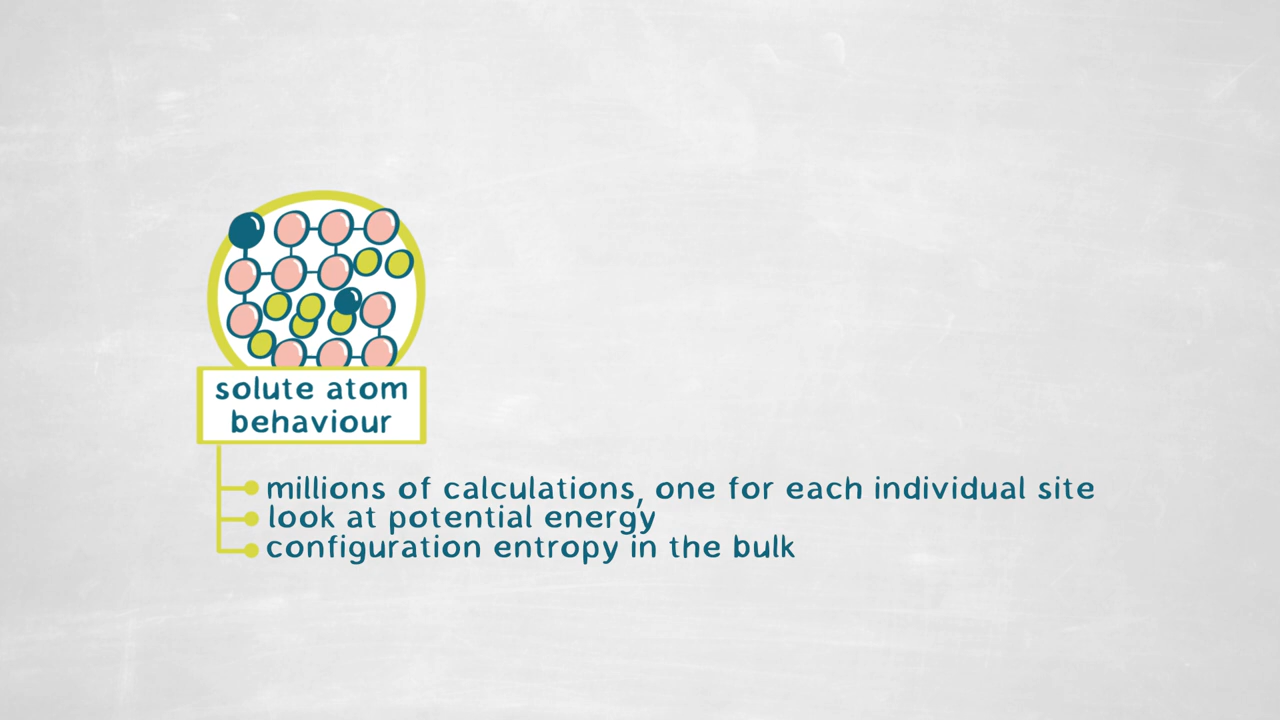 solute atom
behaviour
millions of calculations, one for each individual site
look at potential energy
configuration entropy in the bulk